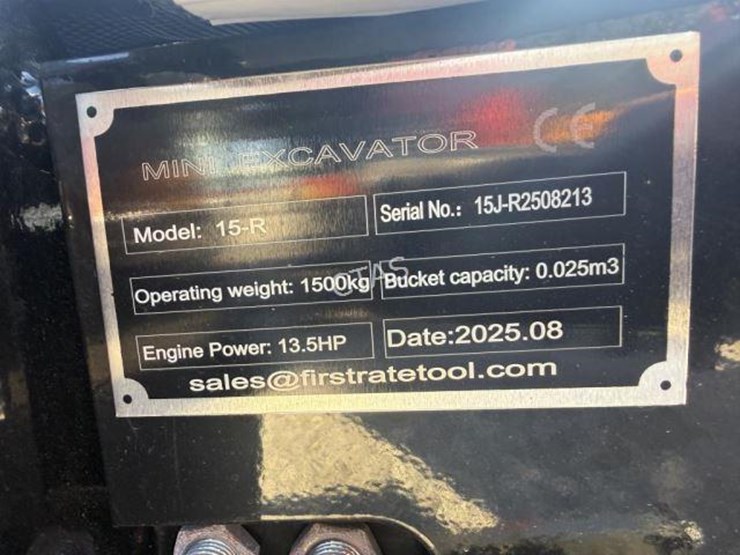 CE
MINI EXCAVATOR
Model: 15-R
Serial No.: 15J-R2508213
Operating weight: 1500kg
Bucket capacity: 0.025m3
Engine Power: 13.5HP
Date:2025.08
sales@firstratetool.com
CTAS